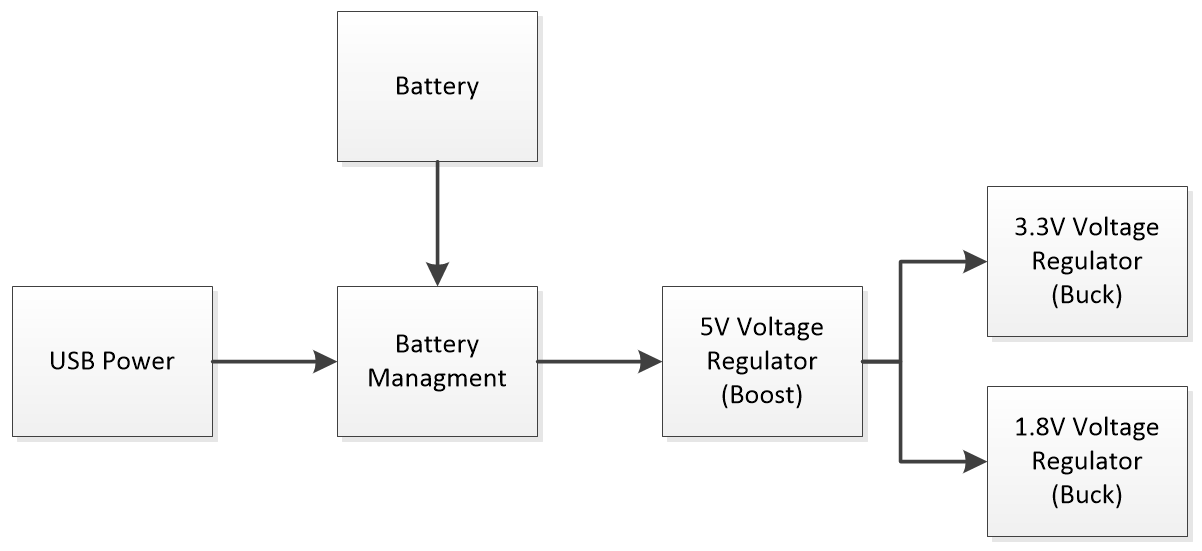 Battery
USB Power
Battery
Managment
5V Voltage
Regulator
(Boost)
3.3V Voltage
Regulator
(Buck)
1.8V Voltage
Regulator
(Buck)